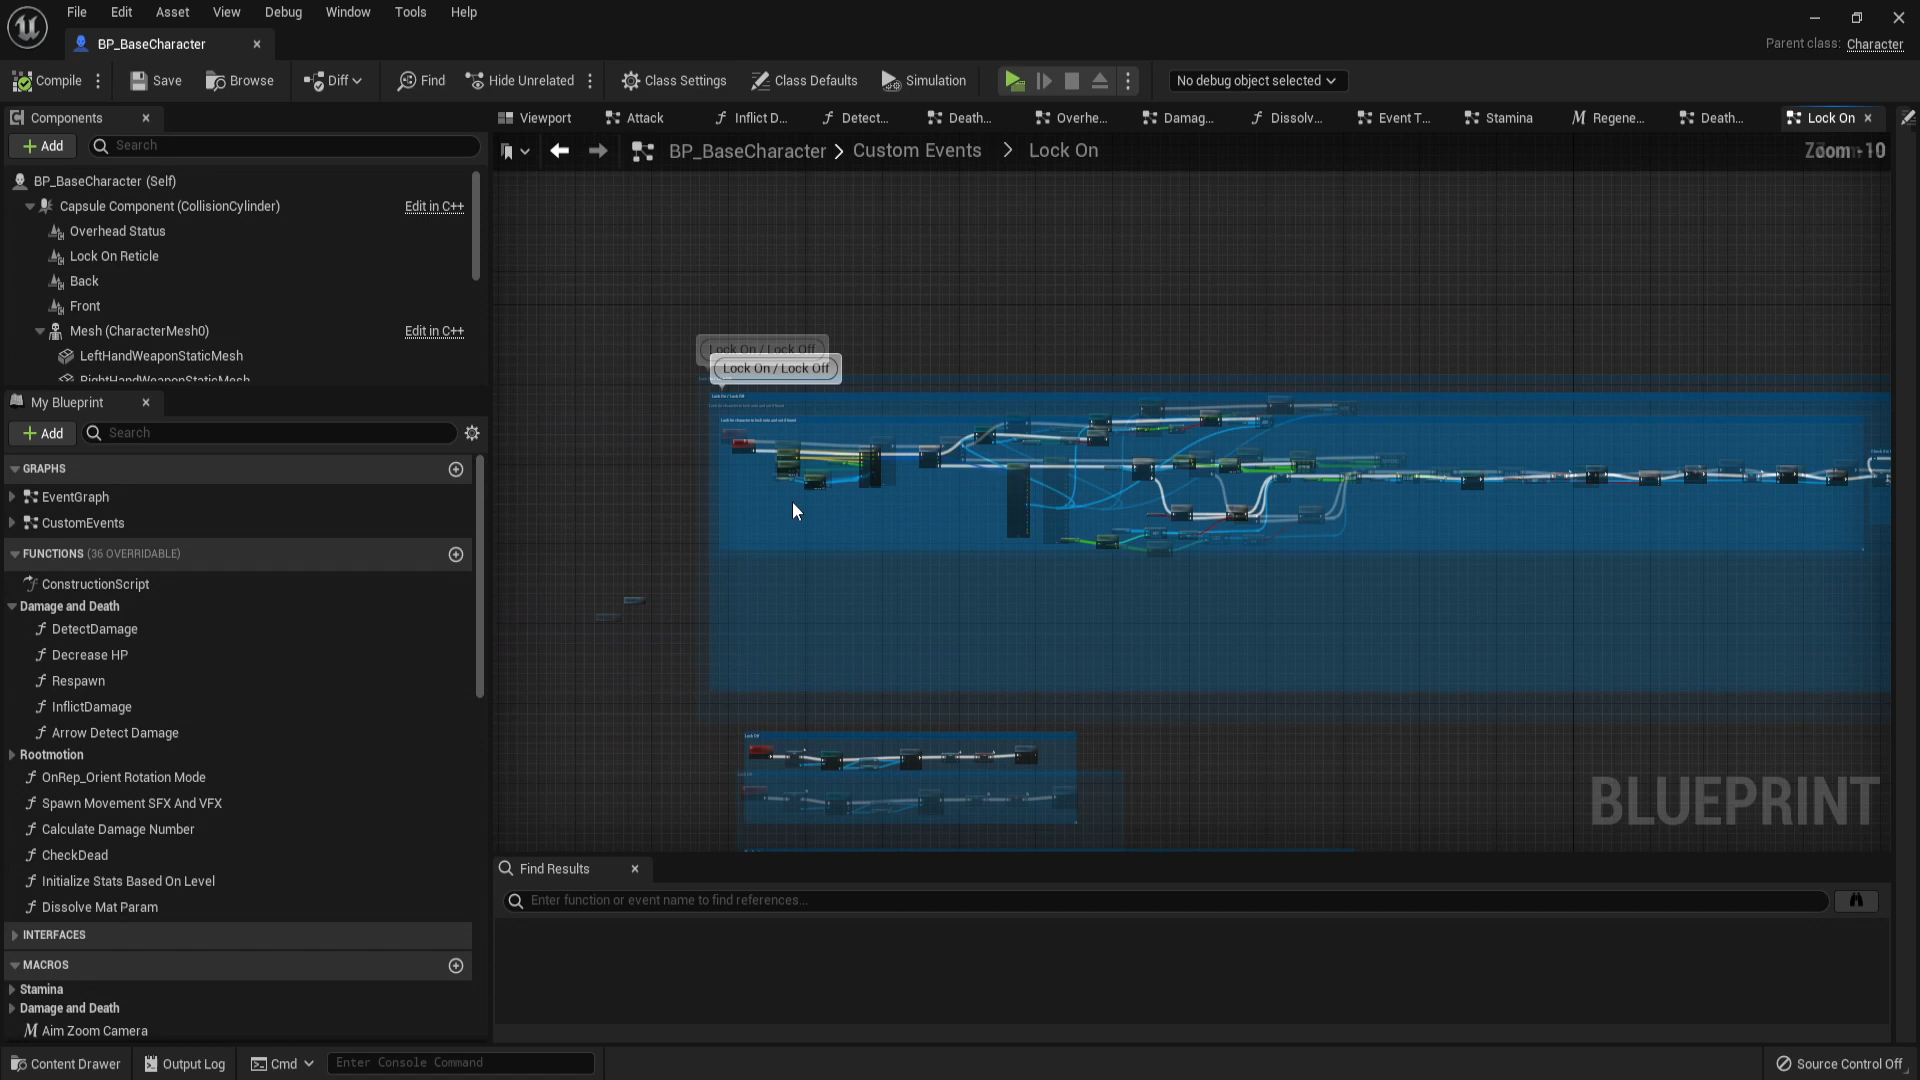 File Edit Asset View Debug Window Tools Help
BP_BaseCharacter
Parent class: Character
Compile Save Browse Diff Find Hide Unrelated Class Settings Class Defaults Simulation No debug object selected
Components
Viewport Attack Inflict D... Detect... Death... Overhe... Damag... Dissolv... Event T... Stamina Regene... Death... Lock On
Add Search
BP_BaseCharacter Custom Events Lock On Zoom -10
BP_BaseCharacter (Self)
Capsule Component (CollisionCylinder) Edit in C++
Overhead Status
Lock On Reticle
Back
Front
Mesh (CharacterMesh0) Edit in C++
LeftHandWeaponStaticMesh
RightHandWeaponStaticMesh
Lock On / Lock Off
Lock On / Lock Off
Lock On / Lock Off
My Blueprint
Add Search
GRAPHS
EventGraph
CustomEvents
FUNCTIONS (36 OVERRIDABLE)
ConstructionScript
Damage and Death
DetectDamage
Decrease HP
Respawn
InflictDamage
Arrow Detect Damage
Rootmotion
OnRep_Orient Rotation Mode
Spawn Movement SFX And VFX
Calculate Damage Number
CheckDead
Initialize Stats Based On Level
Dissolve Mat Param
INTERFACES
MACROS
Stamina
Damage and Death
Aim Zoom Camera
Lock Off
BLUEPRINT
Find Results
Enter function or event name to find references...
Content Drawer Output Log Cmd Enter Console Command Source Control Off